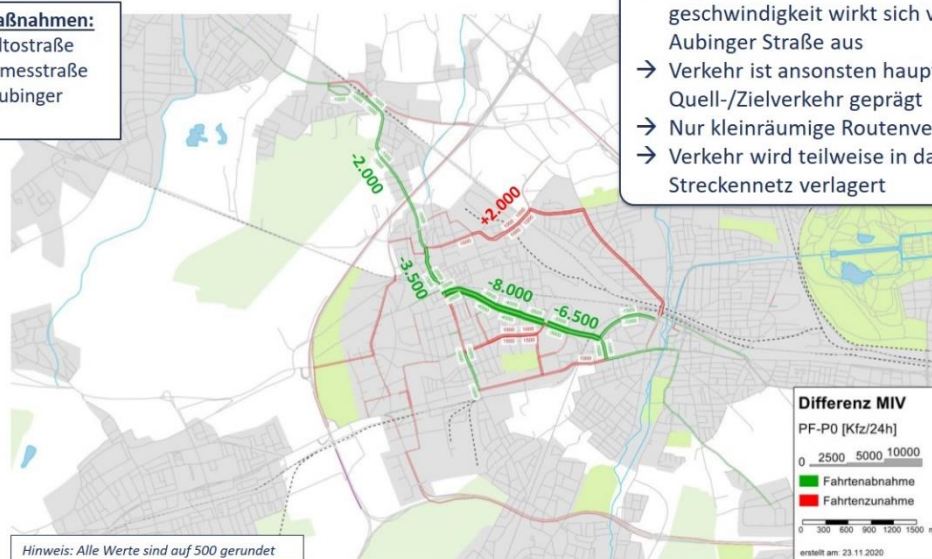 aßnahmen:
ltostraße
messtraße
ubinger
geschwindigkeit wirkt sich v
Aubinger Straße aus
→ Verkehr ist ansonsten haup
Quell-/Zielverkehr geprägt
→ Nur kleinräumige Routenve
→ Verkehr wird teilweise in da
Streckennetz verlagert
-2.000
+2.000
-3.500
-8.000
-6.500
Differenz MIV
PF-P0 [Kfz/24h]
0 2500 5000 10000
Fahrtenabnahme
Fahrtenzunahme
0 300 600 900 1200 1500 m
erstellt am: 23.11.2020
Hinweis: Alle Werte sind auf 500 gerundet